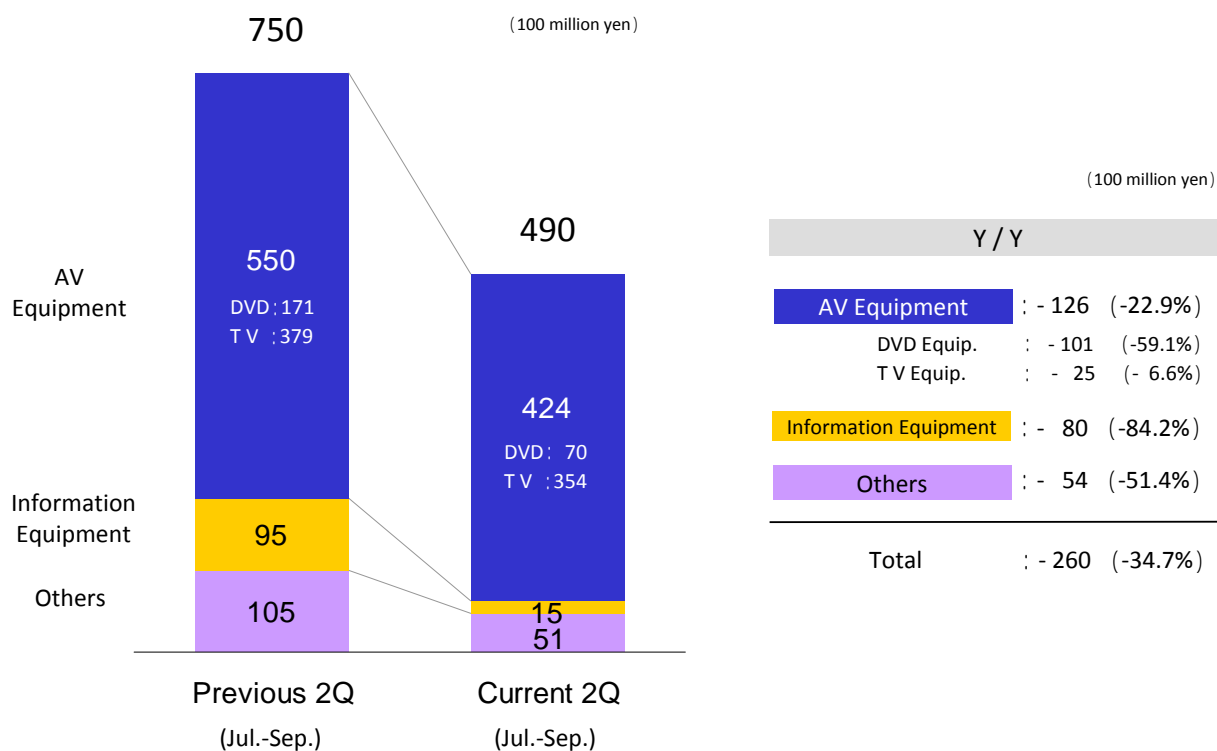 750
(100 million yen)
550
DVD : 171
T V : 379
AV
Equipment
Information
Equipment
95
Others
105
490
424
DVD : 70
T V : 354
15
51
Previous 2Q
(Jul.-Sep.)
Current 2Q
(Jul.-Sep.)
(100 million yen)
Y / Y
AV Equipment : - 126 (-22.9%)
DVD Equip. : - 101 (-59.1%)
T V Equip. : - 25 (- 6.6%)
Information Equipment : - 80 (-84.2%)
Others : - 54 (-51.4%)
Total : - 260 (-34.7%)